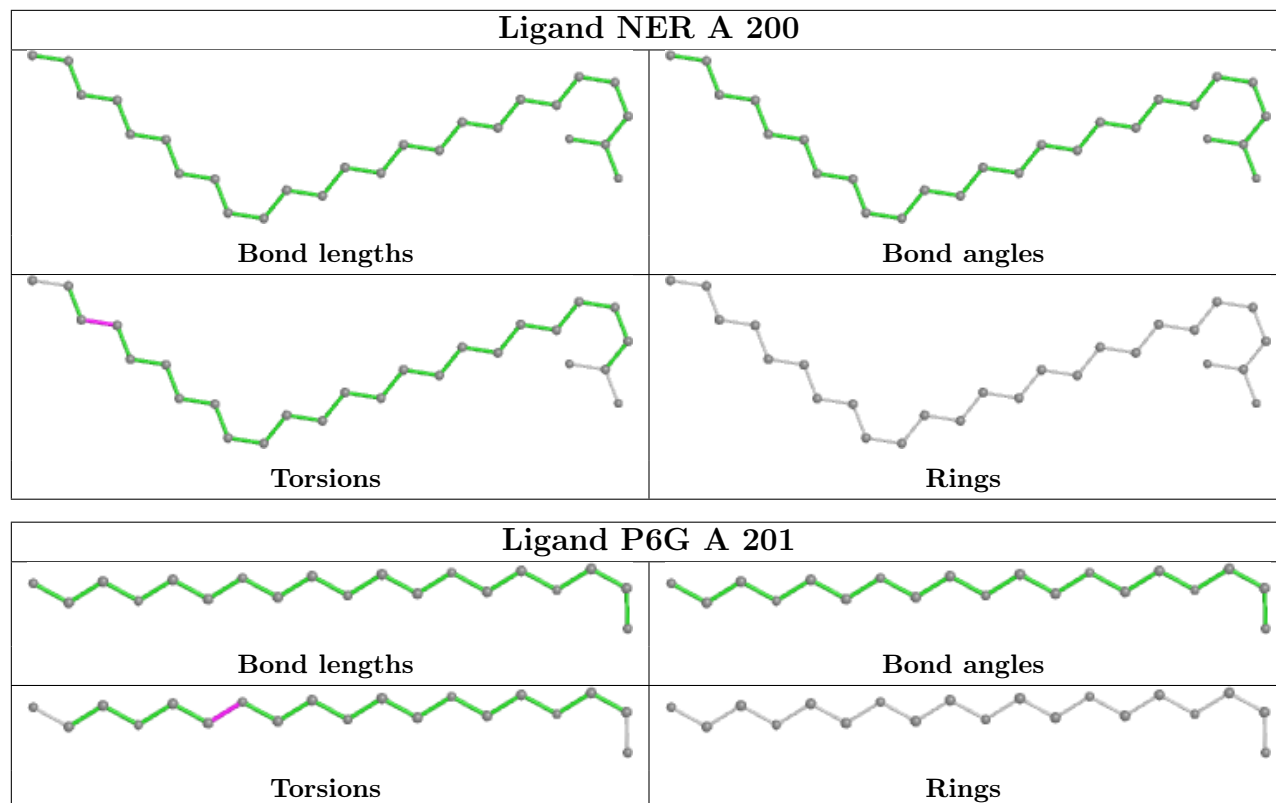 Ligand NER A 200
Bond lengths
Bond angles
Torsions
Rings
Ligand P6G A 201
Bond lengths
Bond angles
Torsions
Rings